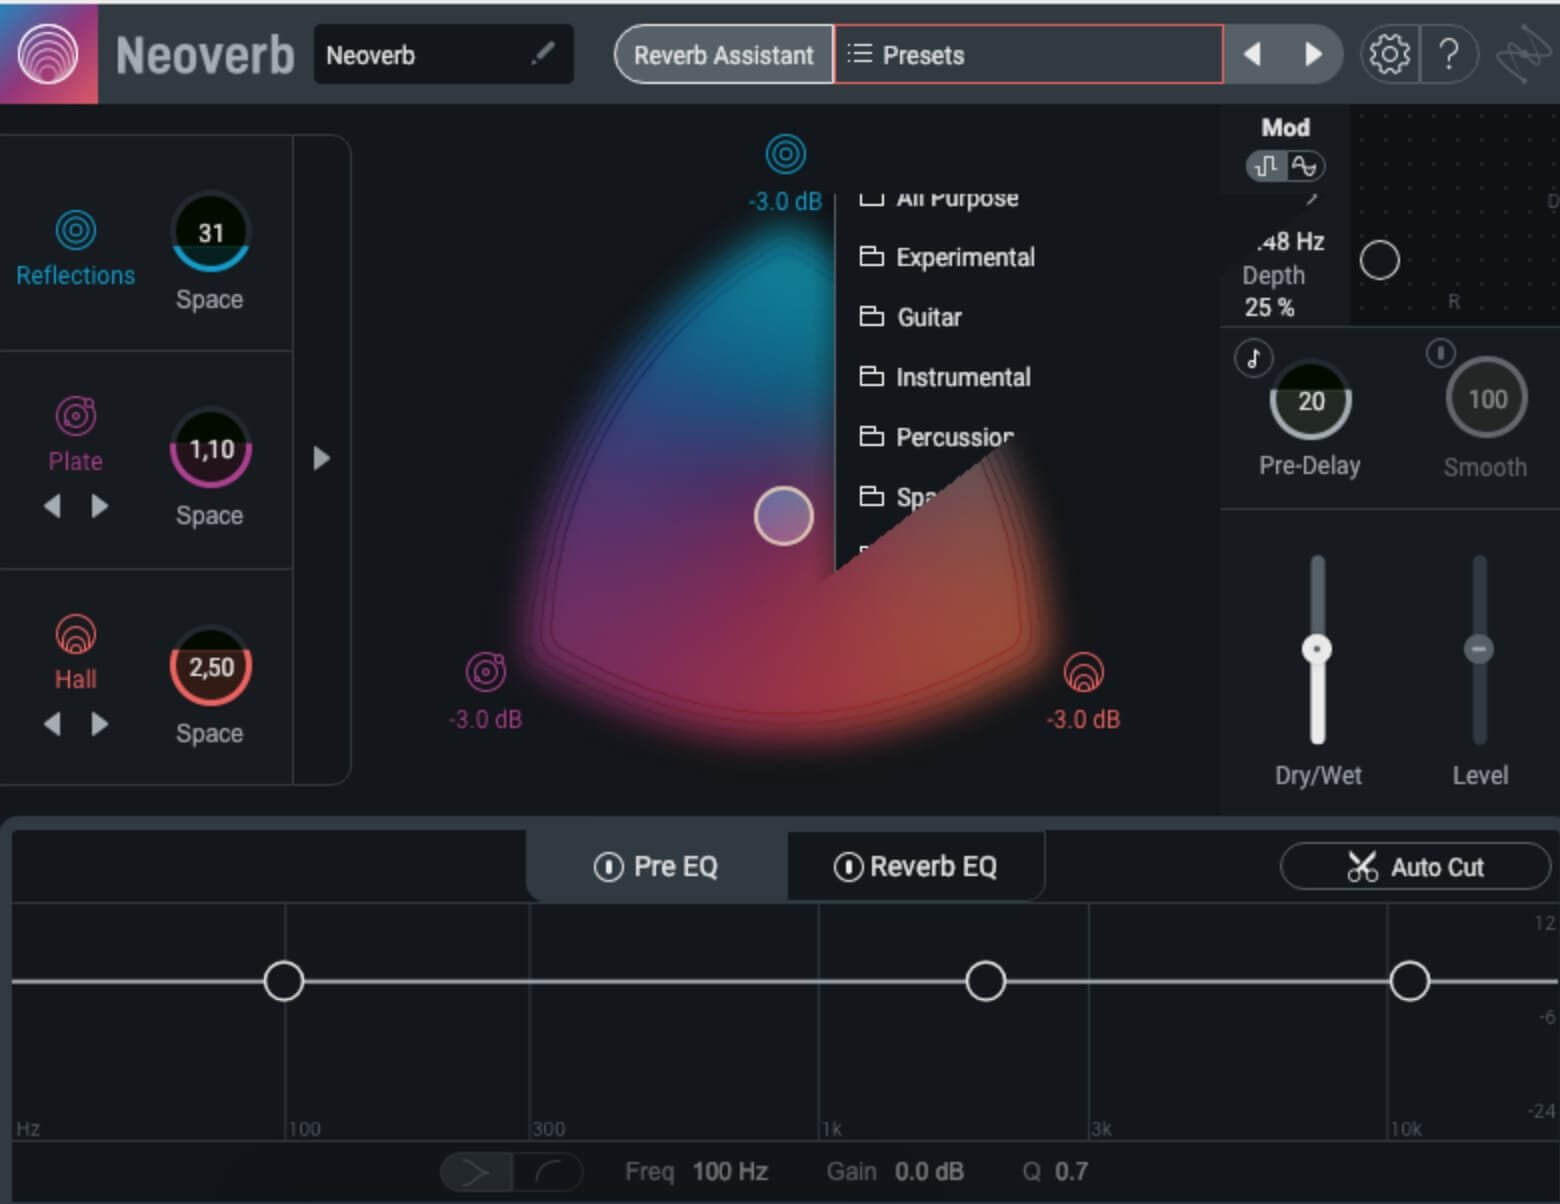 Neoverb
Neoverb
Reverb Assistant
Presets
?
Mod
-3.0 dB
All Purpose
Experimental
Guitar
Instrumental
Percussion
.48 Hz
Depth
25 %
R
Reflections
31
Space
Plate
1,10
Space
Hall
2,50
Space
20
Pre-Delay
100
Smooth
-3.0 dB
-3.0 dB
Dry/Wet
Level
Pre EQ
Reverb EQ
Auto Cut
12
-6
-24
Hz
100
300
1k
3k
10k
Freq 100 Hz
Gain 0.0 dB
Q 0.7